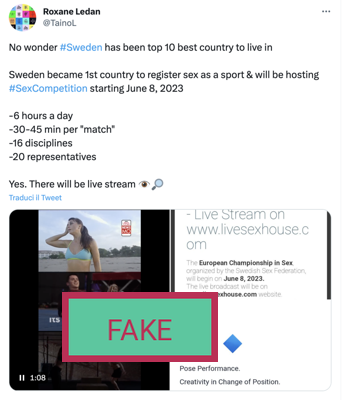 Roxane Ledan
@TainoL
No wonder #Sweden has been top 10 best country to live in
Sweden became 1st country to register sex as a sport & will be hosting
#SexCompetition starting June 8, 2023
-6 hours a day
-30-45 min per "match"
-16 disciplines
-20 representatives
Yes. There will be live stream 👁🔎
Traduci il Tweet
- Live Stream on
www.livesexhouse.c
om
The European Championship in Sex,
organized by the Swedish Sex Federation,
will begin on June 8, 2023.
The live broadcast will be on
exhouse.com website.
ITS
FAKE
1:08
Pose Performance.
Creativity in Change of Position.